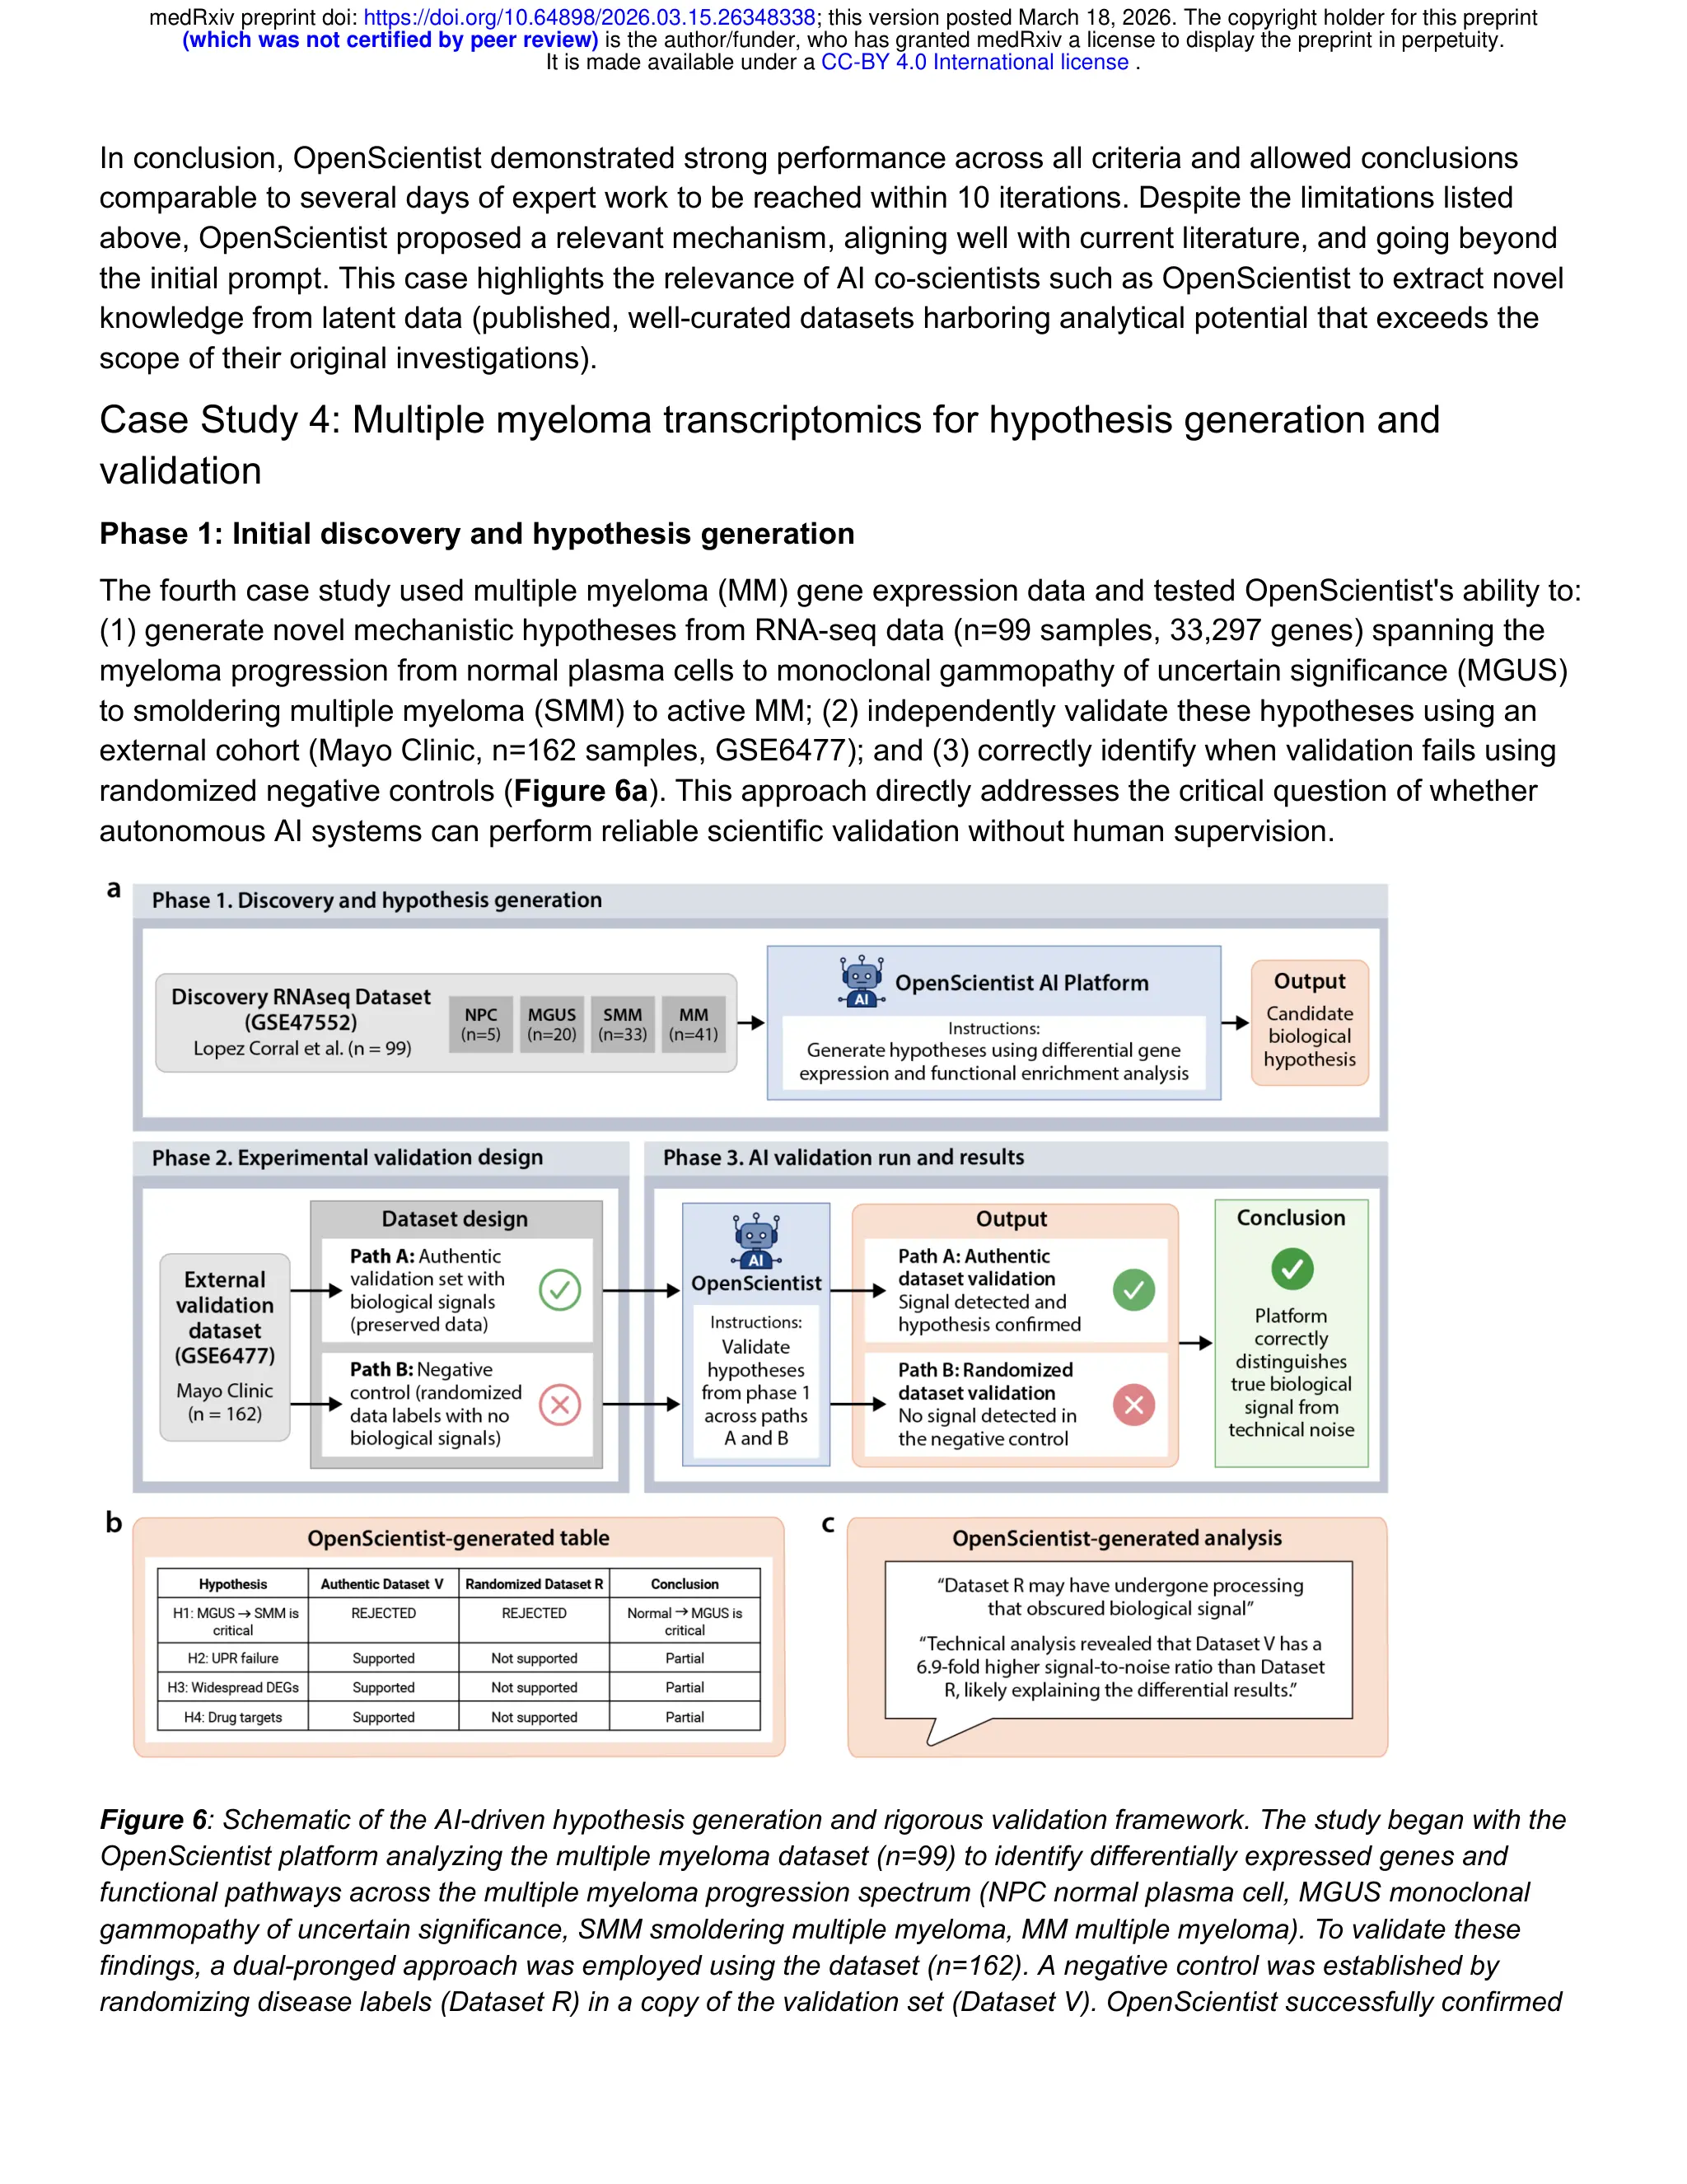 medRxiv preprint doi: https://doi.org/10.64898/2026.03.15.26348338; this version posted March 18, 2026. The copyright holder for this preprint
(which was not certified by peer review) is the author/funder, who has granted medRxiv a license to display the preprint in perpetuity.
It is made available under a CC-BY 4.0 International license .
In conclusion, OpenScientist demonstrated strong performance across all criteria and allowed conclusions
comparable to several days of expert work to be reached within 10 iterations. Despite the limitations listed
above, OpenScientist proposed a relevant mechanism, aligning well with current literature, and going beyond
the initial prompt. This case highlights the relevance of AI co-scientists such as OpenScientist to extract novel
knowledge from latent data (published, well-curated datasets harboring analytical potential that exceeds the
scope of their original investigations).
Case Study 4: Multiple myeloma transcriptomics for hypothesis generation and
validation
Phase 1: Initial discovery and hypothesis generation
The fourth case study used multiple myeloma (MM) gene expression data and tested OpenScientist's ability to:
(1) generate novel mechanistic hypotheses from RNA-seq data (n=99 samples, 33,297 genes) spanning the
myeloma progression from normal plasma cells to monoclonal gammopathy of uncertain significance (MGUS)
to smoldering multiple myeloma (SMM) to active MM; (2) independently validate these hypotheses using an
external cohort (Mayo Clinic, n=162 samples, GSE6477); and (3) correctly identify when validation fails using
randomized negative controls (Figure 6a). This approach directly addresses the critical question of whether
autonomous AI systems can perform reliable scientific validation without human supervision.
a
Phase 1. Discovery and hypothesis generation
Discovery RNAseq Dataset
(GSE47552)
Lopez Corral et al. (n = 99)
NPC
(n=5)
MGUS
(n=20)
SMM
(n=33)
MM
(n=41)
AI
OpenScientist AI Platform
Instructions:
Generate hypotheses using differential gene
expression and functional enrichment analysis
Output
Candidate
biological
hypothesis
Phase 2. Experimental validation design
External
validation
dataset
(GSE6477)
Mayo Clinic
(n = 162)
Dataset design
Path A: Authentic
validation set with
biological signals
(preserved data)
Path B: Negative
control (randomized
data labels with no
biological signals)
Phase 3. AI validation run and results
AI
OpenScientist
Instructions:
Validate
hypotheses
from phase 1
across paths
A and B
Output
Path A: Authentic
dataset validation
Signal detected and
hypothesis confirmed
Path B: Randomized
dataset validation
No signal detected in
the negative control
Conclusion
Platform
correctly
distinguishes
true biological
signal from
technical noise
b
OpenScientist-generated table
Hypothesis Authentic Dataset V Randomized Dataset R Conclusion
H1: MGUS → SMM is critical REJECTED REJECTED Normal → MGUS is critical
H2: UPR failure Supported Not supported Partial
H3: Widespread DEGs Supported Not supported Partial
H4: Drug targets Supported Not supported Partial
c
OpenScientist-generated analysis
“Dataset R may have undergone processing
that obscured biological signal”
“Technical analysis revealed that Dataset V has a
6.9-fold higher signal-to-noise ratio than Dataset
R, likely explaining the differential results.”
Figure 6: Schematic of the AI-driven hypothesis generation and rigorous validation framework. The study began with the
OpenScientist platform analyzing the multiple myeloma dataset (n=99) to identify differentially expressed genes and
functional pathways across the multiple myeloma progression spectrum (NPC normal plasma cell, MGUS monoclonal
gammopathy of uncertain significance, SMM smoldering multiple myeloma, MM multiple myeloma). To validate these
findings, a dual-pronged approach was employed using the dataset (n=162). A negative control was established by
randomizing disease labels (Dataset R) in a copy of the validation set (Dataset V). OpenScientist successfully confirmed